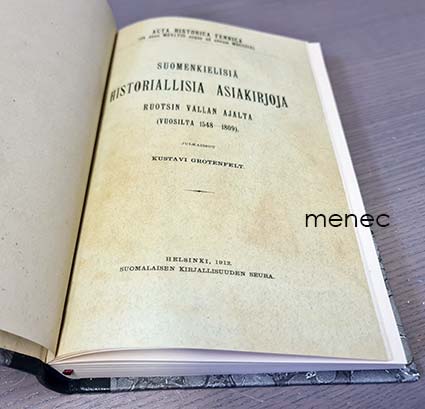 ACTA HISTORICA FENNICA
SUOMENKIELISIÄ
HISTORIALLISIA ASIAKIRJOJA
RUOTSIN VALLAN AJALTA
(VUOSILTA 1548—1809).
JULKAISSUT
KUSTAVI GROTENFELT.
menec
HELSINKI, 1912.
SUOMALAISEN KIRJALLISUUDEN SEURA.